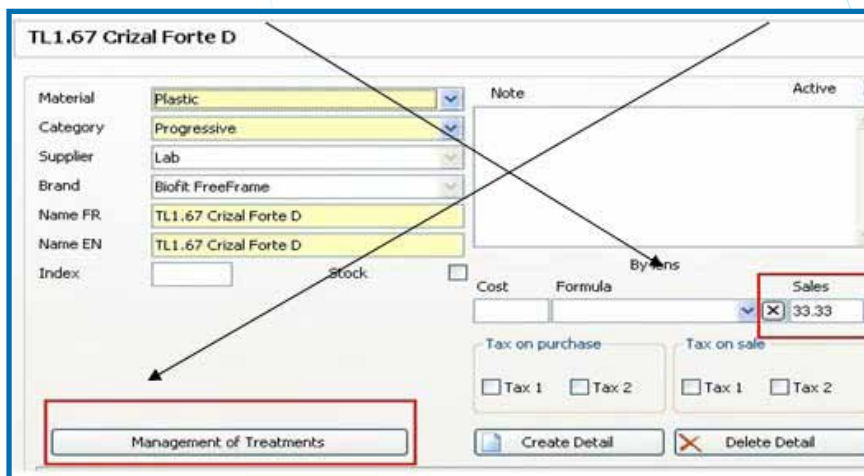 TL1.67 Crizal Forte D
Material Plastic
Note Active
Category Progressive
Supplier Lab
Brand Biofit FreeFrame
Name FR TL1.67 Crizal Forte D
Name EN TL1.67 Crizal Forte D
Index Stock
By lens
Cost Formula Sales
33.33
Tax on purchase Tax on sale
Tax 1 Tax 2 Tax 1 Tax 2
Management of Treatments Create Detail Delete Detail